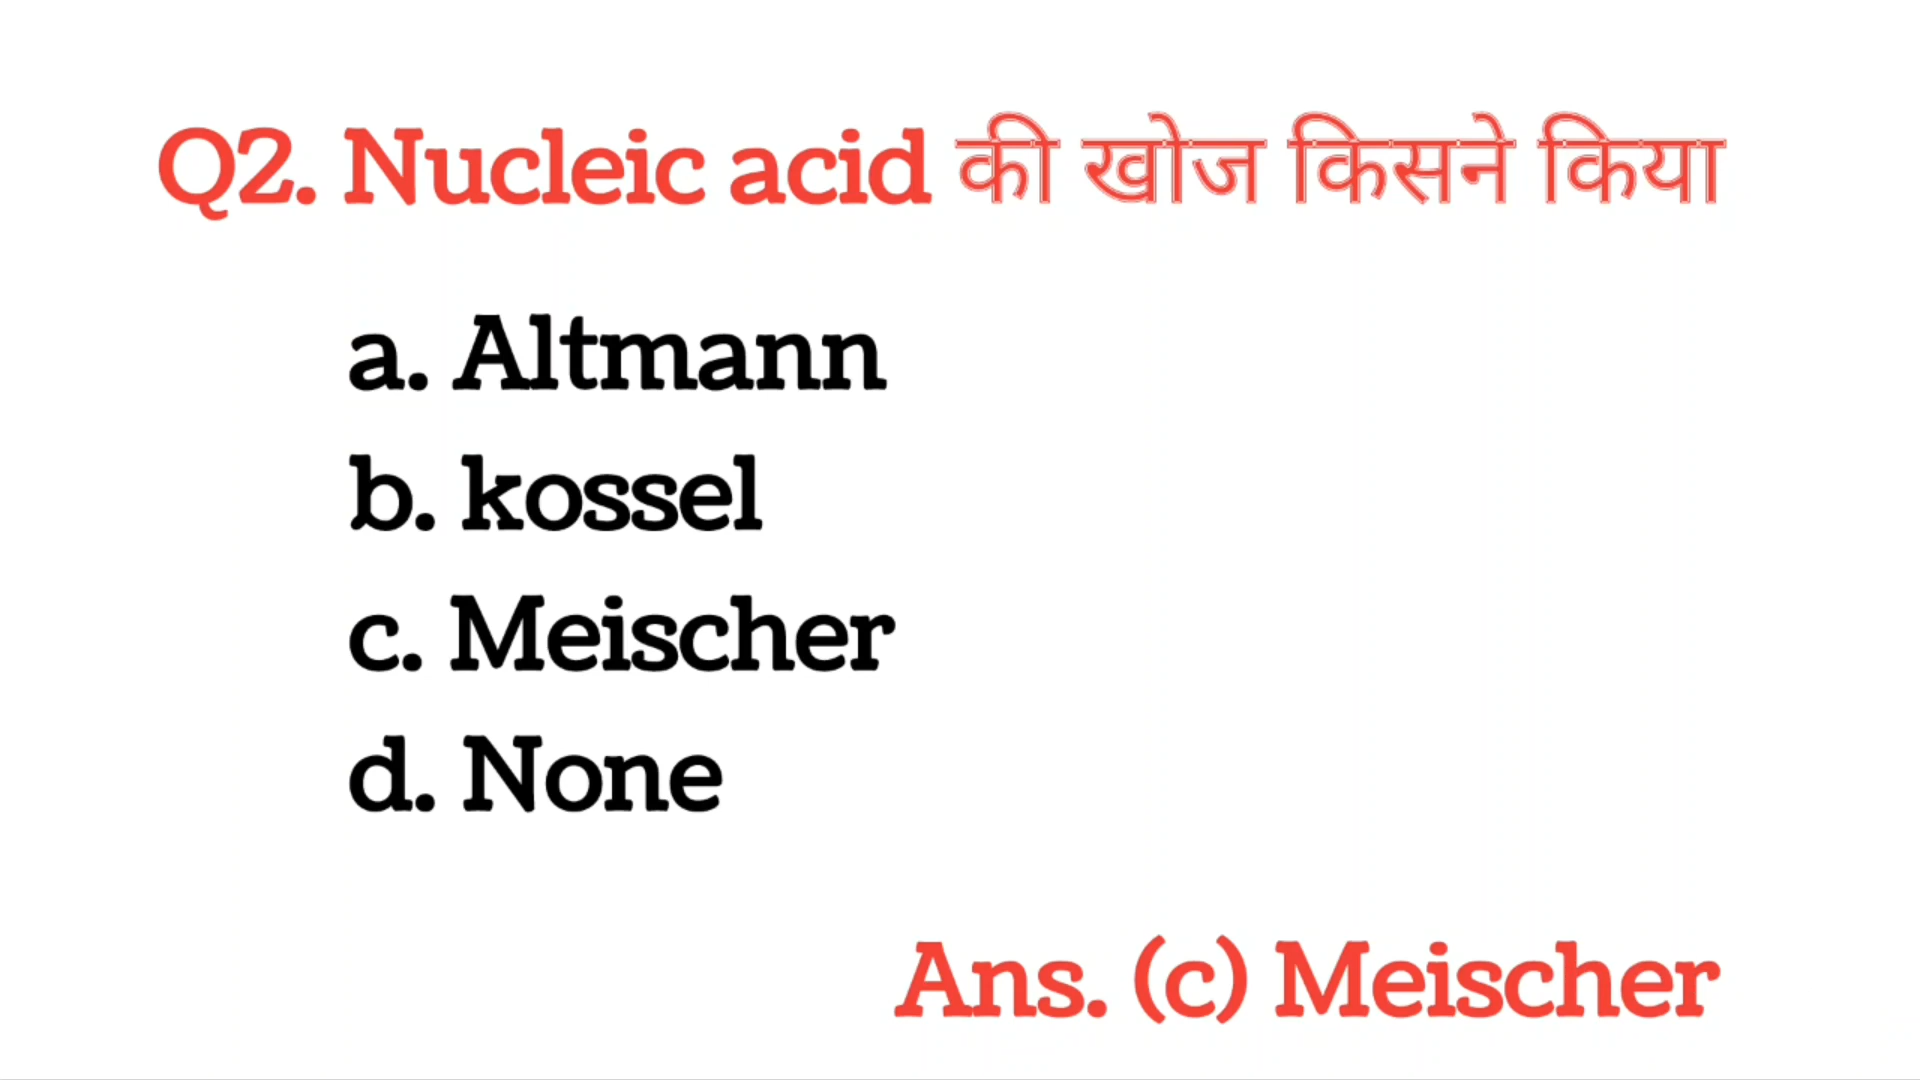 Q2. Nucleic acid की खोज किसने किया
a. Altmann
b. kossel
c. Meischer
d. None
Ans. (c) Meischer